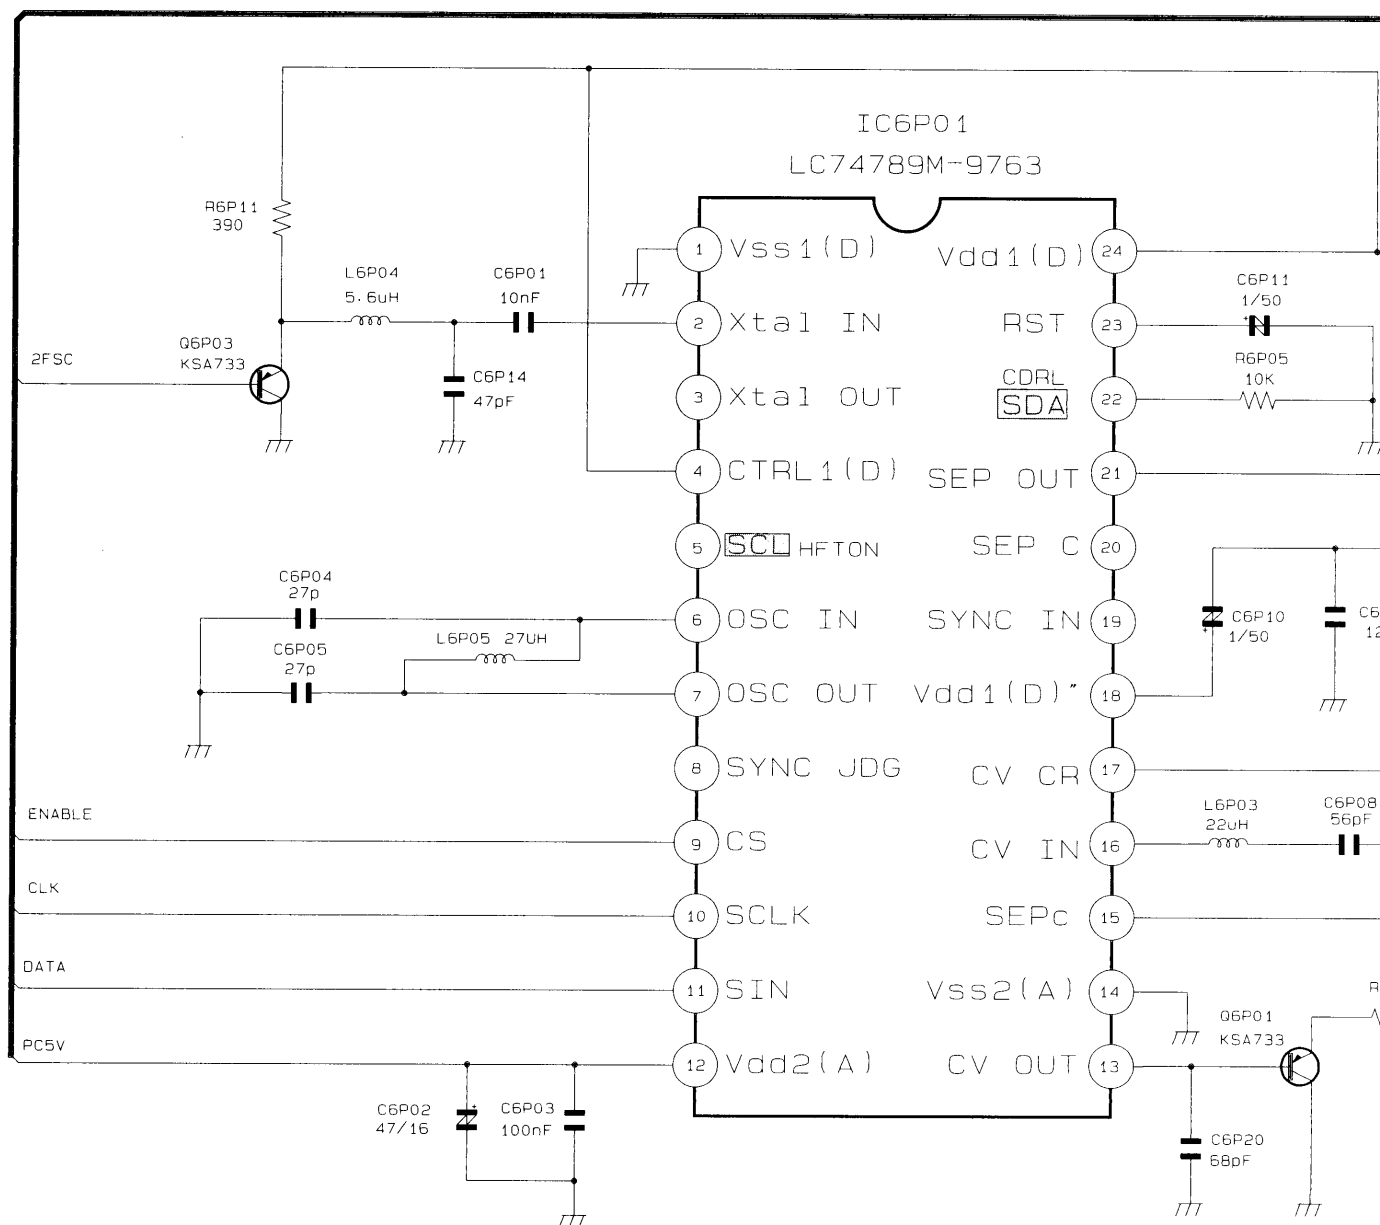 IC6P01
LC74789M-9763
R6P11
390
L6P04
5.6uH
C6P01
10nF
Q6P03
KSA733
2FSC
C6P14
47pF
1 Vss1(D)
2 Xtal IN
3 Xtal OUT
4 CTRL1(D)
5 SCL HFTON
6 OSC IN
7 OSC OUT
8 SYNC JDG
9 CS
10 SCLK
11 SIN
12 Vdd2(A)
Vdd1(D) 24
RST 23
CDRL
SDA 22
SEP OUT 21
SEP C 20
SYNC IN 19
Vdd1(D)" 18
CV CR 17
CV IN 16
SEPc 15
Vss2(A) 14
CV OUT 13
C6P11
1/50
+
R6P05
10K
C6P04
27p
L6P05 27UH
C6P05
27p
C6P10
1/50
+
C6
12
ENABLE
CLK
DATA
PC5V
L6P03
22uH
C6P08
56pF
R
Q6P01
KSA733
C6P02
47/16
+
C6P03
100nF
C6P20
68pF